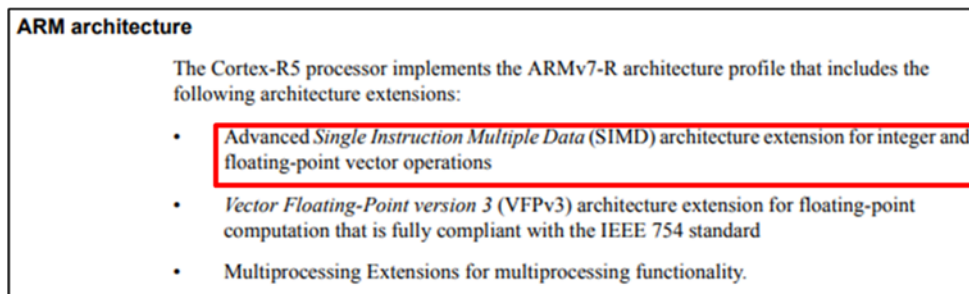 ARM architecture
The Cortex-R5 processor implements the ARMv7-R architecture profile that includes the
following architecture extensions:
• Advanced Single Instruction Multiple Data (SIMD) architecture extension for integer and
floating-point vector operations
• Vector Floating-Point version 3 (VFPv3) architecture extension for floating-point
computation that is fully compliant with the IEEE 754 standard
• Multiprocessing Extensions for multiprocessing functionality.